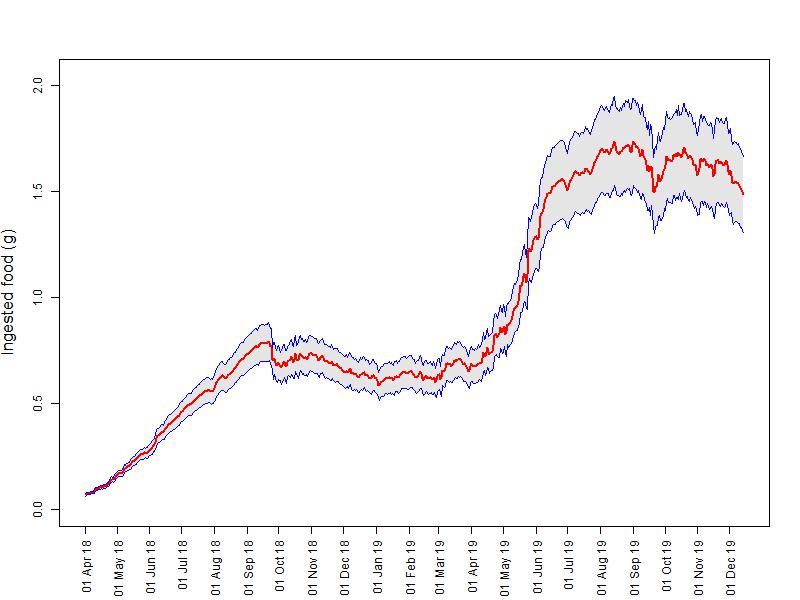 Ingested food (g)
2.0
1.5
1.0
0.5
0.0
01 Apr 18
01 May 18
01 Jun 18
01 Jul 18
01 Aug 18
01 Sep 18
01 Oct 18
01 Nov 18
01 Dec 18
01 Jan 19
01 Feb 19
01 Mar 19
01 Apr 19
01 May 19
01 Jun 19
01 Jul 19
01 Aug 19
01 Sep 19
01 Oct 19
01 Nov 19
01 Dec 19